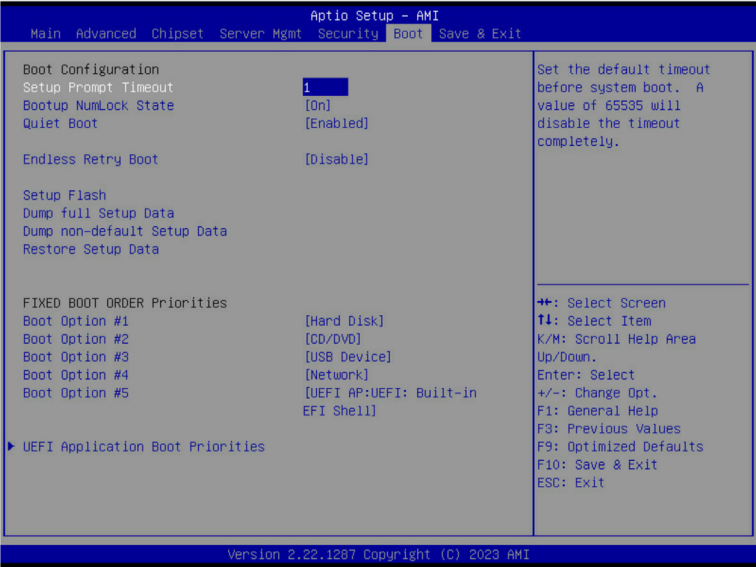 Aptio Setup – AMI
Main Advanced Chipset Server Mgmt Security Boot Save & Exit
Boot Configuration
Setup Prompt Timeout 1
Bootup NumLock State [On]
Quiet Boot [Enabled]
Endless Retry Boot [Disable]
Setup Flash
Dump full Setup Data
Dump non-default Setup Data
Restore Setup Data
FIXED BOOT ORDER Priorities
Boot Option #1 [Hard Disk]
Boot Option #2 [CD/DVD]
Boot Option #3 [USB Device]
Boot Option #4 [Network]
Boot Option #5 [UEFI AP:UEFI: Built-in
EFI Shell]
UEFI Application Boot Priorities
Set the default timeout
before system boot. A
value of 65535 will
disable the timeout
completely.
→←: Select Screen
↑↓: Select Item
K/M: Scroll Help Area
Up/Down.
Enter: Select
+/-: Change Opt.
F1: General Help
F3: Previous Values
F9: Optimized Defaults
F10: Save & Exit
ESC: Exit
Version 2.22.1287 Copyright (C) 2023 AMI